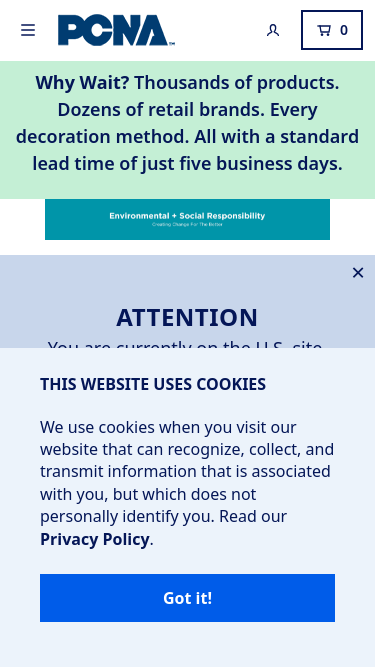 PCNA
0
Why Wait? Thousands of products.
Dozens of retail brands. Every
decoration method. All with a standard
lead time of just five business days.
Environmental + Social Responsibility
Creating Change For The Better
ATTENTION
You are currently on the U.S. site.
THIS WEBSITE USES COOKIES
We use cookies when you visit our
website that can recognize, collect, and
transmit information that is associated
with you, but which does not
personally identify you. Read our
Privacy Policy.
Got it!